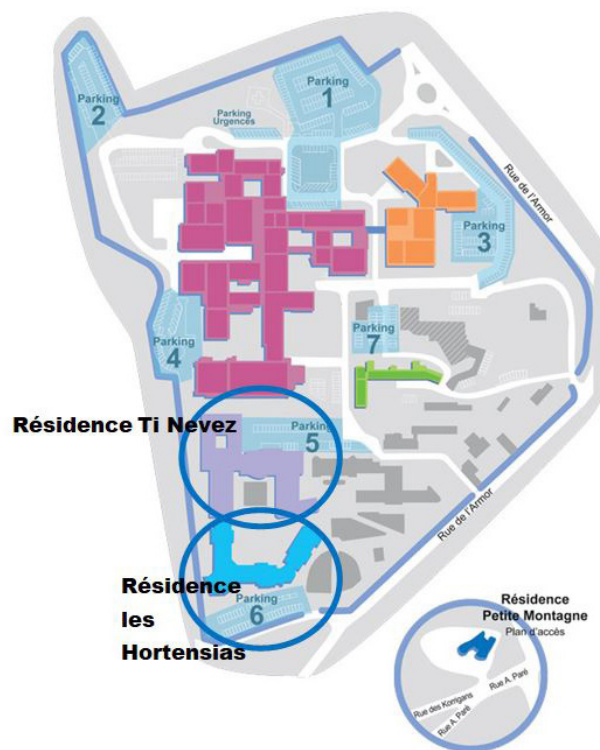 Parking
1
Parking
2
Parking
Urgences
Rue de l'Armor
Parking
3
Parking
4
Parking
7
Résidence Ti Nevez
Parking
5
Rue de l'Armor
Résidence
les
Hortensias
Parking
6
Résidence
Petite Montagne
Plan d'accès
Rue A. Paré
Rue des Korrigans
Rue A. Paré